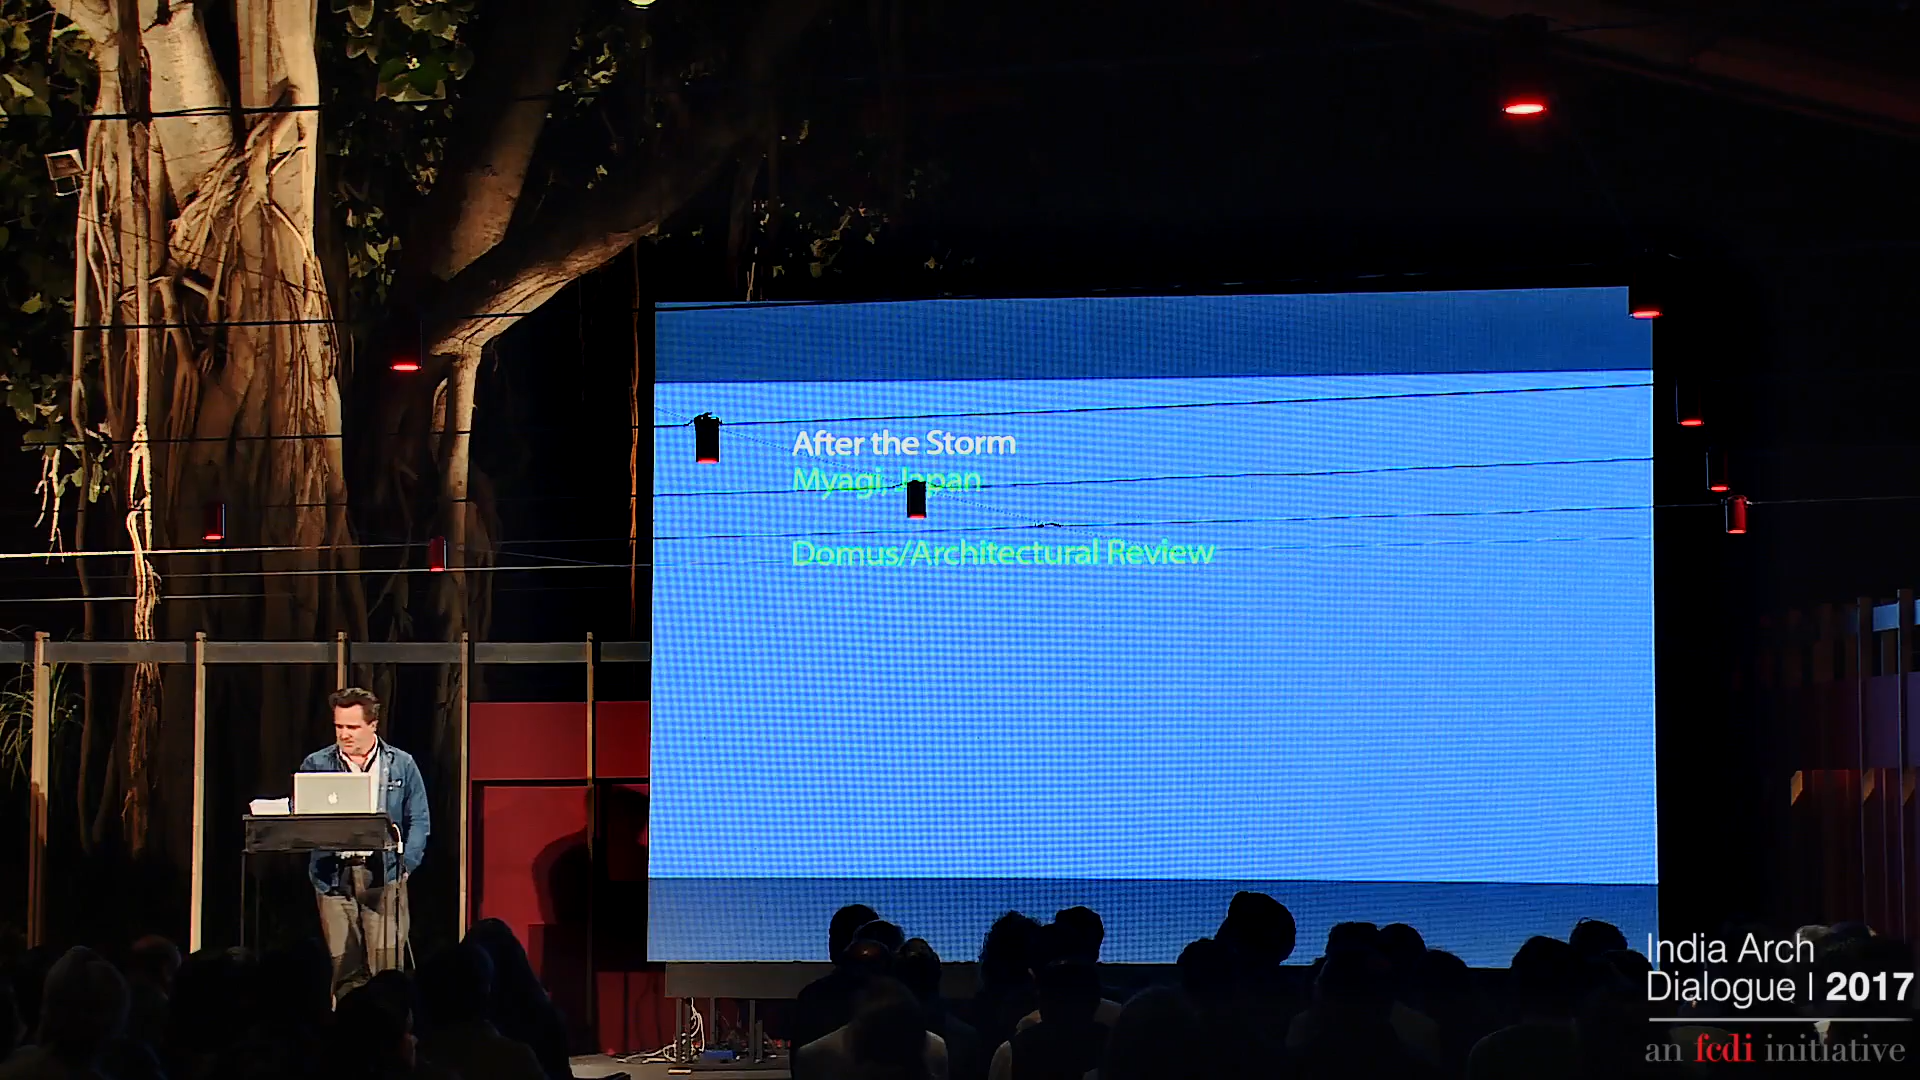 After the Storm
Myagi, Japan
Domus/Architectural Review
India Arch
Dialogue | 2017
an fcdi initiative